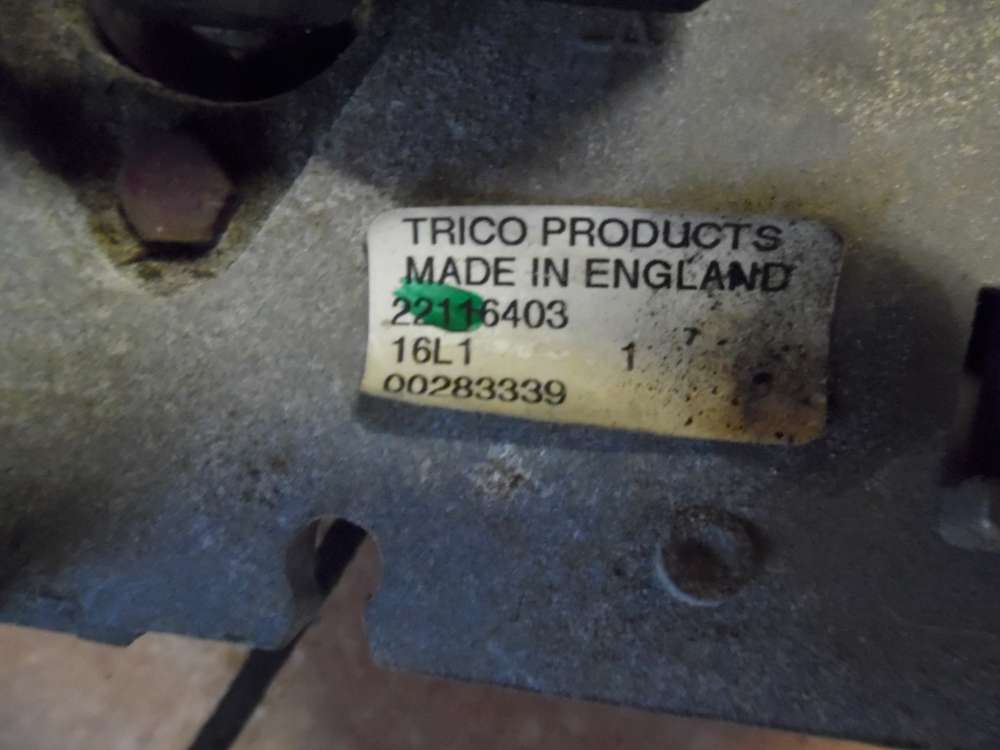 TRICO PRODUCTS
MADE IN ENGLAND
22116403
16L1 1
00283339